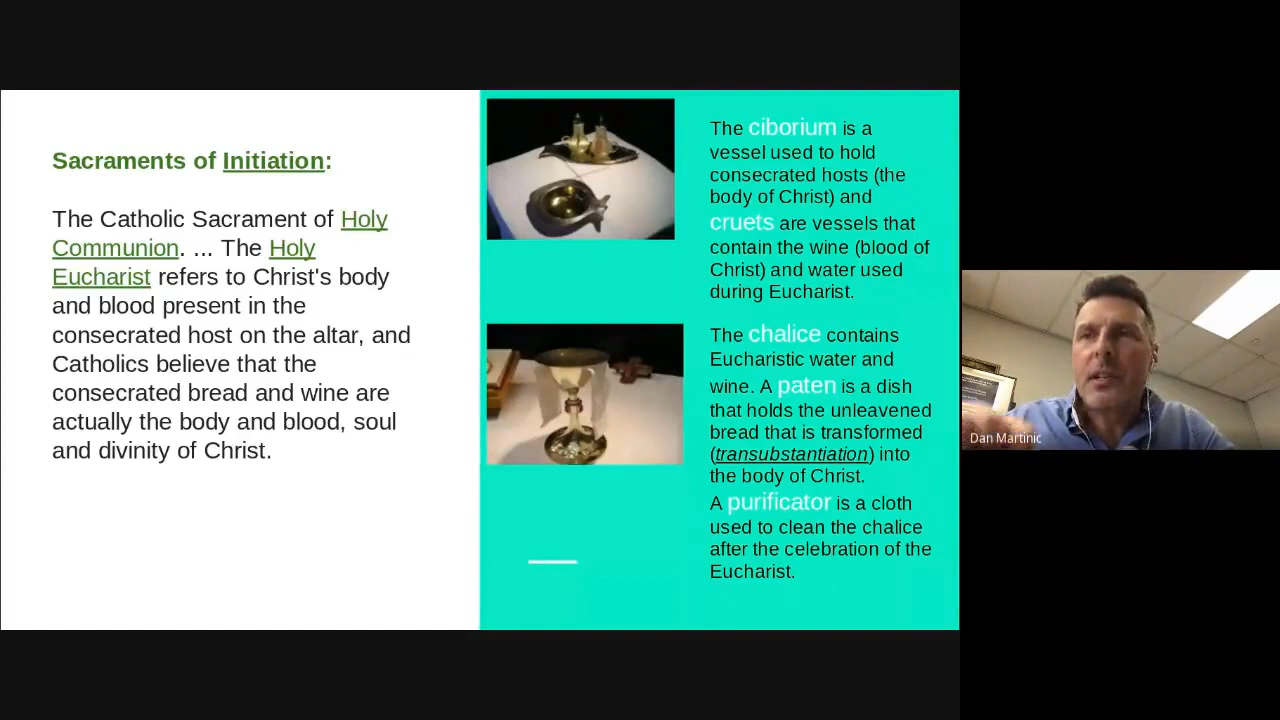 Sacraments of Initiation:
The Catholic Sacrament of Holy
Communion. ... The Holy
Eucharist refers to Christ's body
and blood present in the
consecrated host on the altar, and
Catholics believe that the
consecrated bread and wine are
actually the body and blood, soul
and divinity of Christ.
The ciborium is a
vessel used to hold
consecrated hosts (the
body of Christ) and
cruets are vessels that
contain the wine (blood of
Christ) and water used
during Eucharist.
The chalice contains
Eucharistic water and
wine. A paten is a dish
that holds the unleavened
bread that is transformed
(transubstantiation) into
the body of Christ.
A purificator is a cloth
used to clean the chalice
after the celebration of the
Eucharist.
Dan Martinic